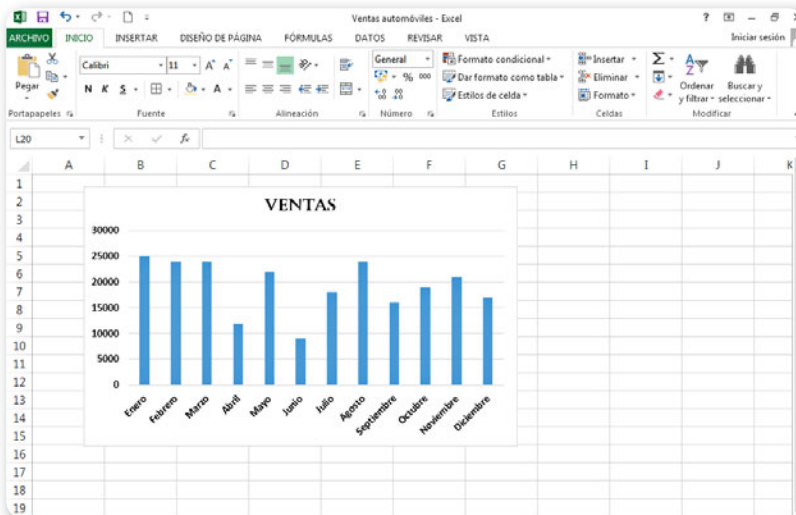 Ventas automóviles - Excel
?
ARCHIVO INICIO INSERTAR DISEÑO DE PÁGINA FÓRMULAS DATOS REVISAR VISTA Iniciar sesión
Calibri 11 A A General Formato condicional Insertar Σ A Z
Pegar % 000 Dar formato como tabla Eliminar Ordenar Buscar y
N K S A Estilos de celda Formato y filtrar seleccionar
Portapapeles Fuente Alineación Número Estilos Celdas Modificar
L20 fx
A B C D E F G H I J K
1
2
3
4
5
6
7
8
9
10
11
12
13
14
15
16
17
18
19
VENTAS
30000
25000
20000
15000
10000
5000
0
Enero Febrero Marzo Abril Mayo Junio Julio Agosto Septiembre Octubre Noviembre Diciembre